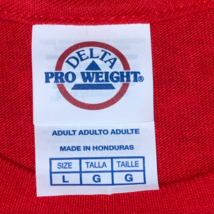 DELTA
PRO WEIGHT®
ADULT ADULTO ADULTE
MADE IN HONDURAS
SIZE TALLA TAILLE
L G G